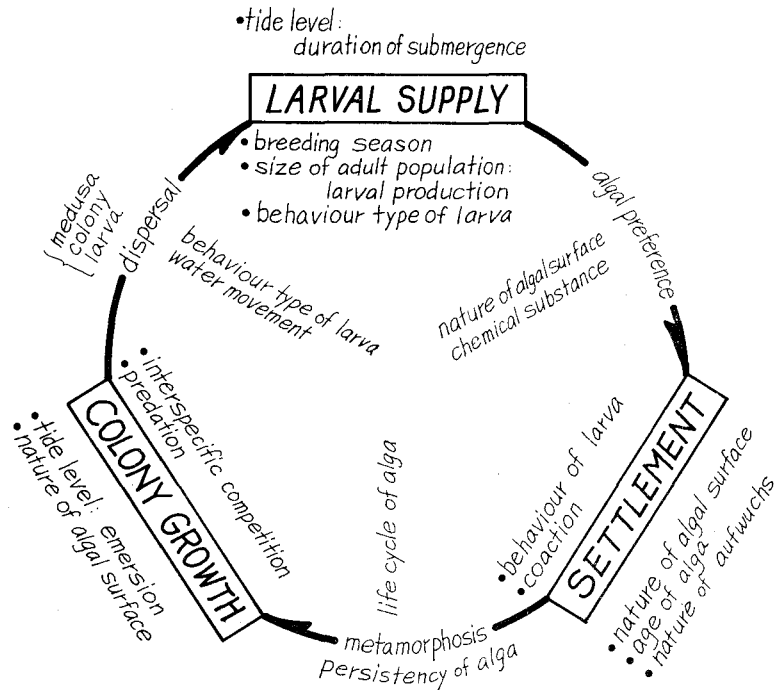 •tide level:
duration of submergence
LARVAL SUPPLY
•breeding season
•size of adult population:
larval production
•behaviour type of larva
algal preference
nature of algal surface
chemical substance
SETTLEMENT
•behaviour of larva
•coaction
•nature of algal surface
•age of alga
•nature of aufwuchs
metamorphosis
Persistency of alga
life cycle of alga
COLONY GROWTH
•interspecific competition
•predation
•tide level: emersion
•nature of algal surface
dispersal
{medusa
colony
larva
behaviour type of larva
water movement